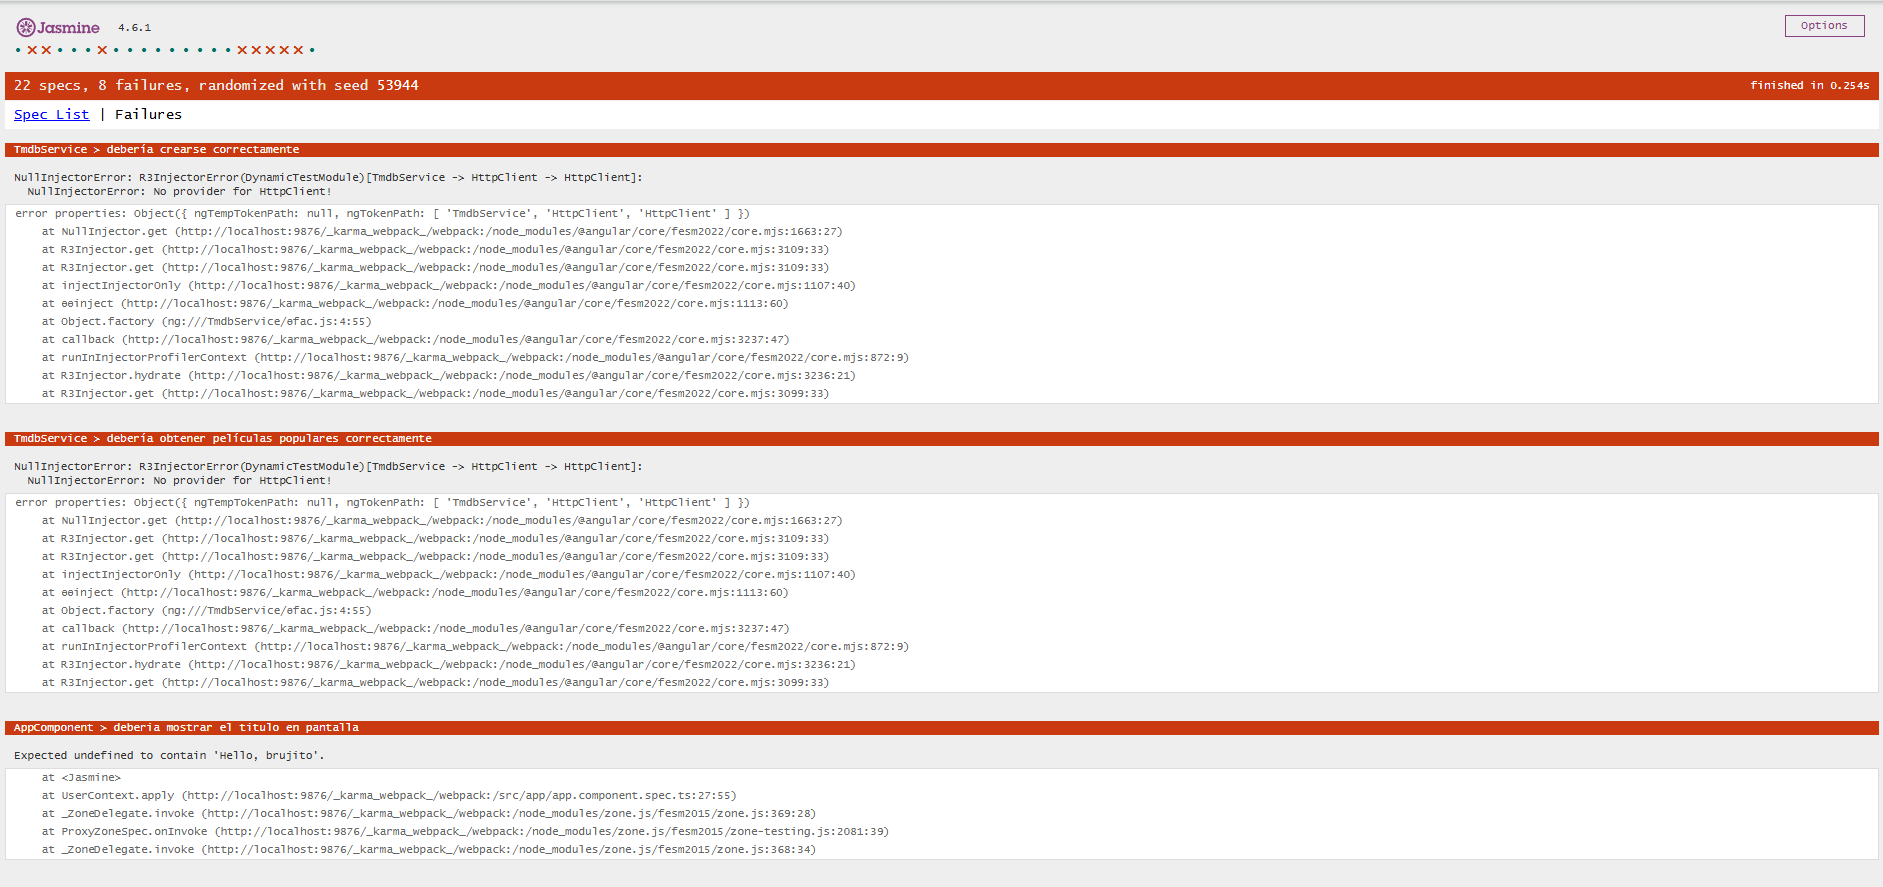 Jasmine 4.6.1
Options
• × × • • • × • • • • • • • • • × × × × × •
22 specs, 8 failures, randomized with seed 53944
finished in 0.254s
Spec List | Failures
TmdbService > debería crearse correctamente
NullInjectorError: R3InjectorError(DynamicTestModule)[TmdbService -> HttpClient -> HttpClient]:
NullInjectorError: No provider for HttpClient!
error properties: Object({ ngTempTokenPath: null, ngTokenPath: [ 'TmdbService', 'HttpClient', 'HttpClient' ] })
at NullInjector.get (http://localhost:9876/_karma_webpack_/webpack:/node_modules/@angular/core/fesm2022/core.mjs:1663:27)
at R3Injector.get (http://localhost:9876/_karma_webpack_/webpack:/node_modules/@angular/core/fesm2022/core.mjs:3109:33)
at R3Injector.get (http://localhost:9876/_karma_webpack_/webpack:/node_modules/@angular/core/fesm2022/core.mjs:3109:33)
at injectInjectorOnly (http://localhost:9876/_karma_webpack_/webpack:/node_modules/@angular/core/fesm2022/core.mjs:1107:40)
at ɵɵinject (http://localhost:9876/_karma_webpack_/webpack:/node_modules/@angular/core/fesm2022/core.mjs:1113:60)
at Object.factory (ng:///TmdbService/ɵfac.js:4:55)
at callback (http://localhost:9876/_karma_webpack_/webpack:/node_modules/@angular/core/fesm2022/core.mjs:3237:47)
at runInInjectorProfilerContext (http://localhost:9876/_karma_webpack_/webpack:/node_modules/@angular/core/fesm2022/core.mjs:872:9)
at R3Injector.hydrate (http://localhost:9876/_karma_webpack_/webpack:/node_modules/@angular/core/fesm2022/core.mjs:3236:21)
at R3Injector.get (http://localhost:9876/_karma_webpack_/webpack:/node_modules/@angular/core/fesm2022/core.mjs:3099:33)
TmdbService > debería obtener películas populares correctamente
NullInjectorError: R3InjectorError(DynamicTestModule)[TmdbService -> HttpClient -> HttpClient]:
NullInjectorError: No provider for HttpClient!
error properties: Object({ ngTempTokenPath: null, ngTokenPath: [ 'TmdbService', 'HttpClient', 'HttpClient' ] })
at NullInjector.get (http://localhost:9876/_karma_webpack_/webpack:/node_modules/@angular/core/fesm2022/core.mjs:1663:27)
at R3Injector.get (http://localhost:9876/_karma_webpack_/webpack:/node_modules/@angular/core/fesm2022/core.mjs:3109:33)
at R3Injector.get (http://localhost:9876/_karma_webpack_/webpack:/node_modules/@angular/core/fesm2022/core.mjs:3109:33)
at injectInjectorOnly (http://localhost:9876/_karma_webpack_/webpack:/node_modules/@angular/core/fesm2022/core.mjs:1107:40)
at ɵɵinject (http://localhost:9876/_karma_webpack_/webpack:/node_modules/@angular/core/fesm2022/core.mjs:1113:60)
at Object.factory (ng:///TmdbService/ɵfac.js:4:55)
at callback (http://localhost:9876/_karma_webpack_/webpack:/node_modules/@angular/core/fesm2022/core.mjs:3237:47)
at runInInjectorProfilerContext (http://localhost:9876/_karma_webpack_/webpack:/node_modules/@angular/core/fesm2022/core.mjs:872:9)
at R3Injector.hydrate (http://localhost:9876/_karma_webpack_/webpack:/node_modules/@angular/core/fesm2022/core.mjs:3236:21)
at R3Injector.get (http://localhost:9876/_karma_webpack_/webpack:/node_modules/@angular/core/fesm2022/core.mjs:3099:33)
AppComponent > deberia mostrar el titulo en pantalla
Expected undefined to contain 'Hello, brujito'.
at <Jasmine>
at UserContext.apply (http://localhost:9876/_karma_webpack_/webpack:/src/app/app.component.spec.ts:27:55)
at _ZoneDelegate.invoke (http://localhost:9876/_karma_webpack_/webpack:/node_modules/zone.js/fesm2015/zone.js:369:28)
at ProxyZoneSpec.onInvoke (http://localhost:9876/_karma_webpack_/webpack:/node_modules/zone.js/fesm2015/zone-testing.js:2081:39)
at _ZoneDelegate.invoke (http://localhost:9876/_karma_webpack_/webpack:/node_modules/zone.js/fesm2015/zone.js:368:34)